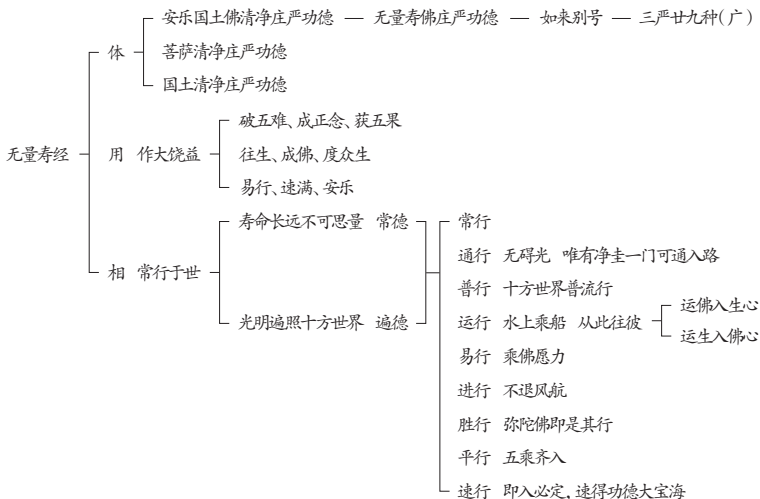 安乐国土佛清净庄严功德 — 无量寿佛庄严功德 — 如来别号 — 三严廿九种(广)
体
菩萨清净庄严功德
国土清净庄严功德
破五难、成正念、获五果
无量寿经
用 作大饶益
往生、成佛、度众生
易行、速满、安乐
寿命长远不可思量 常德
常行
通行 无碍光 唯有净圭一门可通入路
相 常行于世
普行 十方世界普流行
光明遍照十方世界 遍德
运行 水上乘船 从此往彼
运佛入生心
运生入佛心
易行 乘佛愿力
进行 不退风航
胜行 弥陀佛即是其行
平行 五乘齐入
速行 即入必定，速得功德大宝海